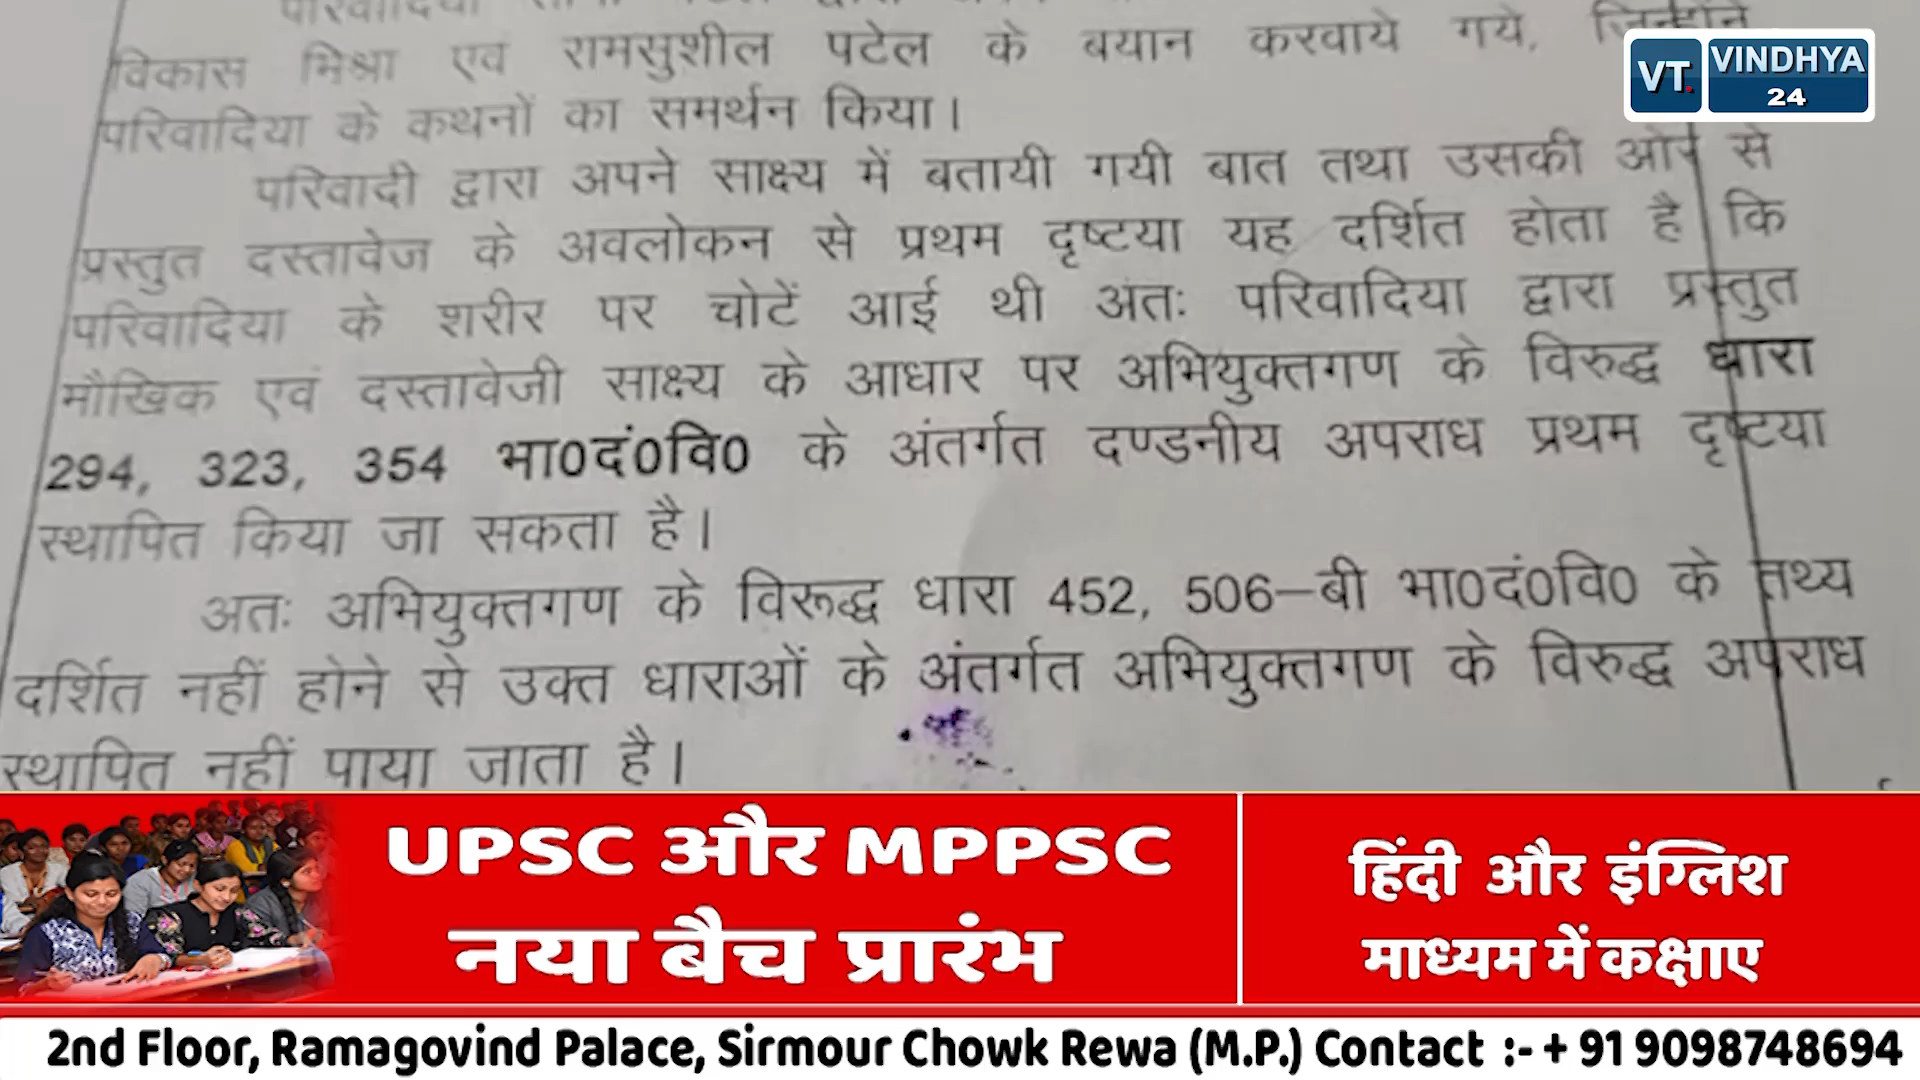 विकास मिश्रा एवं रामसुशील पटेल के बयान करवाये गये, जिन्होंने
परिवादिया के कथनों का समर्थन किया।
परिवादी द्वारा अपने साक्ष्य में बतायी गयी बात तथा उसकी ओर से
प्रस्तुत दस्तावेज के अवलोकन से प्रथम दृष्टया यह दर्शित होता है कि
परिवादिया के शरीर पर चोटें आई थी अतः परिवादिया द्वारा प्रस्तुत
मौखिक एवं दस्तावेजी साक्ष्य के आधार पर अभियुक्तगण के विरुद्ध धारा
294, 323, 354 भा0दं0वि0 के अंतर्गत दण्डनीय अपराध प्रथम दृष्टया
स्थापित किया जा सकता है।
अतः अभियुक्तगण के विरूद्ध धारा 452, 506–बी भा0दं0वि0 के तथ्य
दर्शित नहीं होने से उक्त धाराओं के अंतर्गत अभियुक्तगण के विरुद्ध अपराध
स्थापित नहीं पाया जाता है।
VT. VINDHYA
24
UPSC और MPPSC
नया बैच प्रारंभ
हिंदी और इंग्लिश
माध्यम में कक्षाए
2nd Floor, Ramagovind Palace, Sirmour Chowk Rewa (M.P.) Contact :- + 91 9098748694